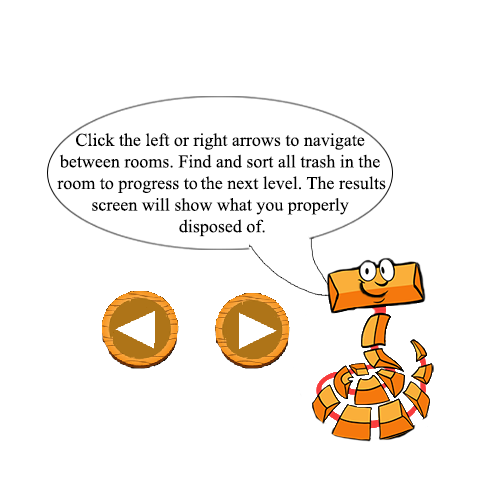 Click the left or right arrows to navigate
between rooms. Find and sort all trash in the
room to progress to the next level. The results
screen will show what you properly
disposed of.